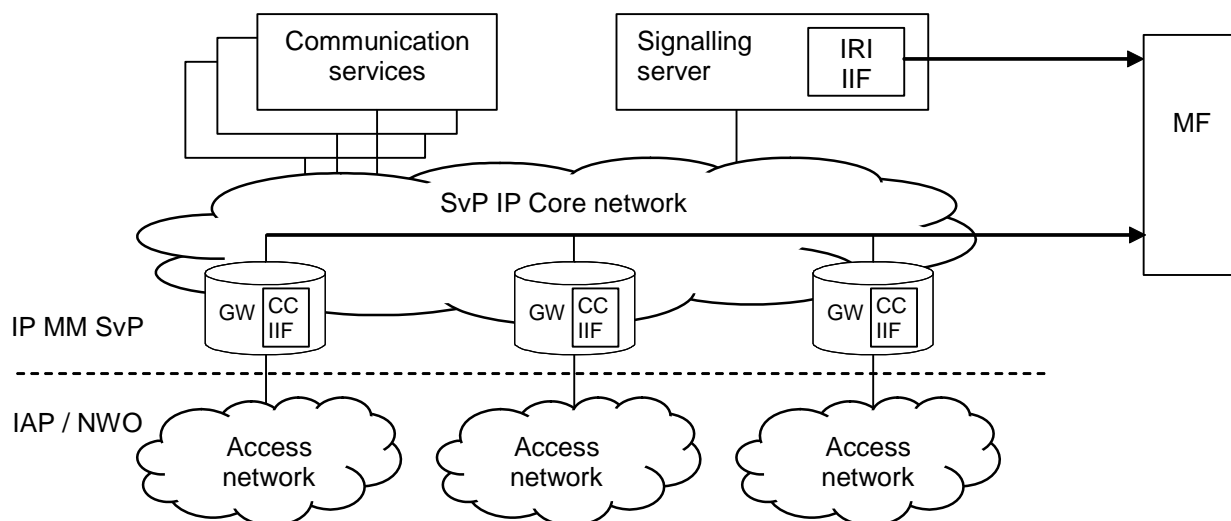 Communication
services
Signalling
server
IRI
IIF
MF
SvP IP Core network
GW
CC
IIF
GW
CC
IIF
GW
CC
IIF
IP MM SvP
IAP / NWO
Access
network
Access
network
Access
network